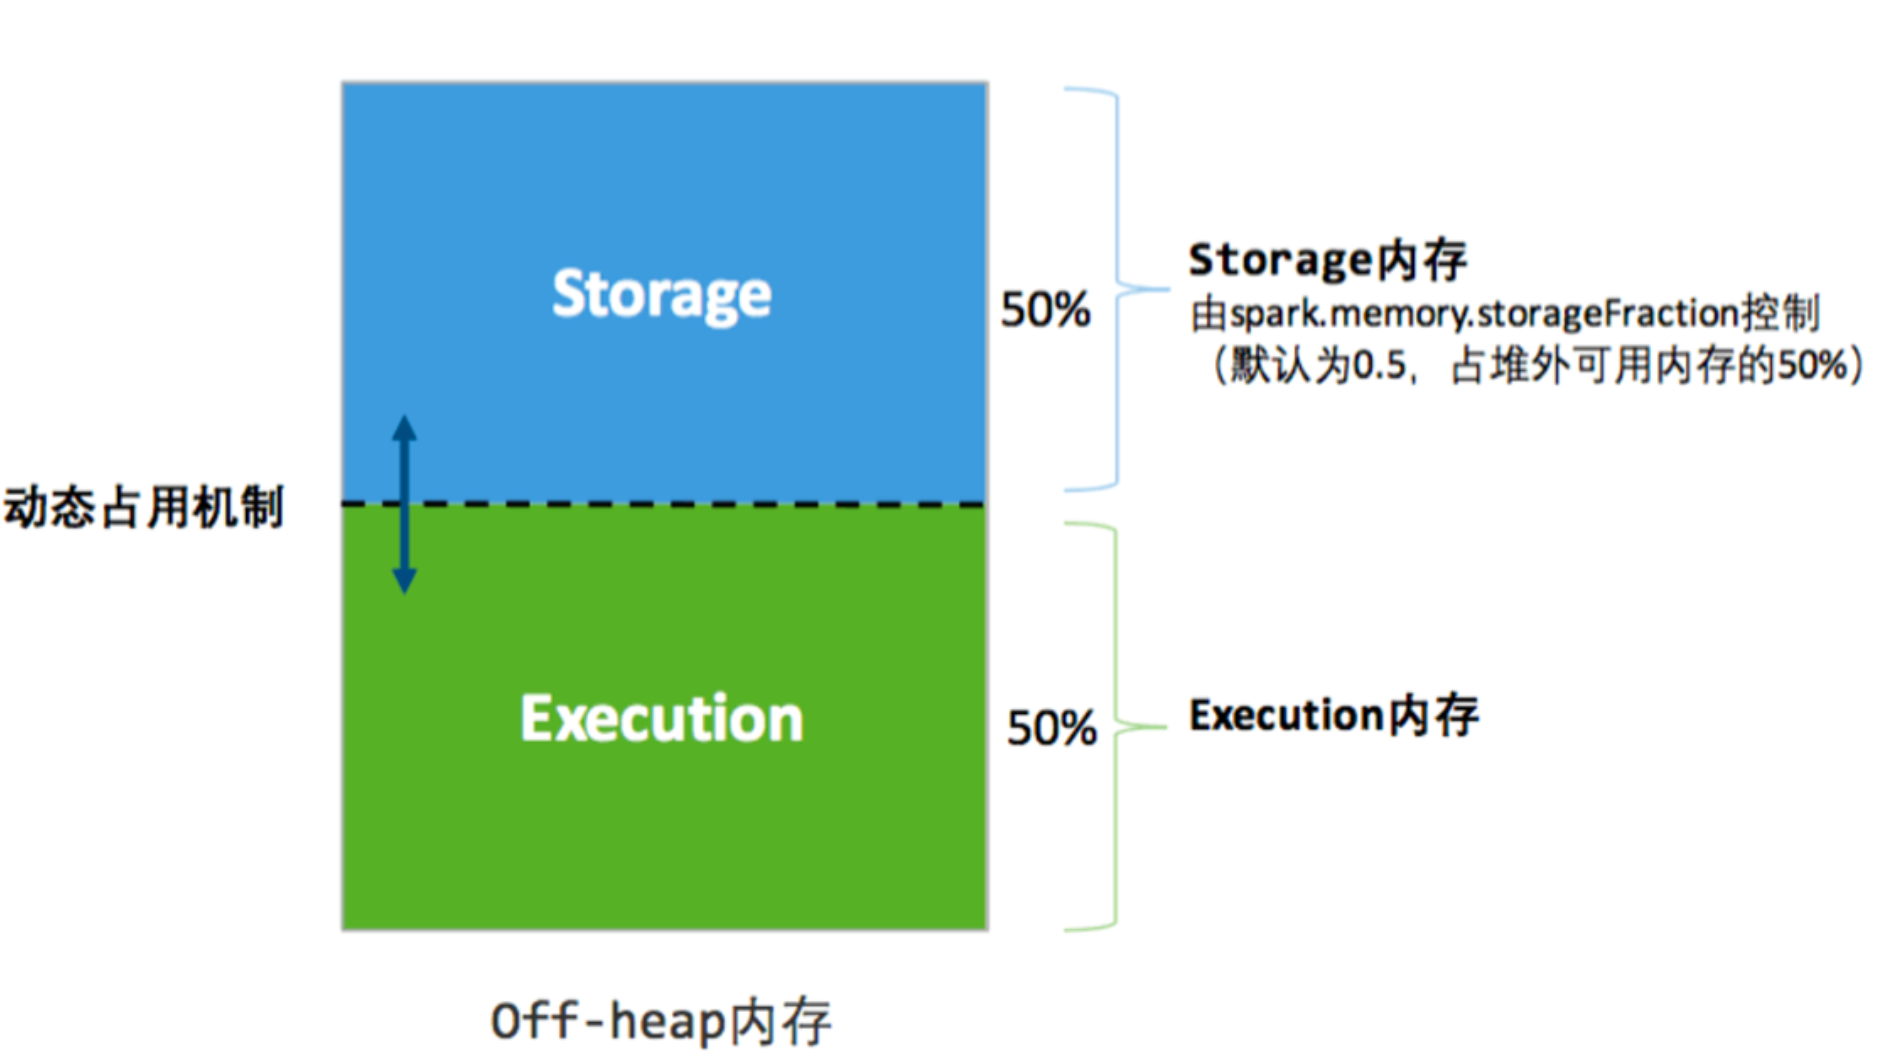 Storage
50%
Storage内存
由spark.memory.storageFraction控制
（默认为0.5，占堆外可用内存的50%）
动态占用机制
Execution
50%
Execution内存
Off-heap内存